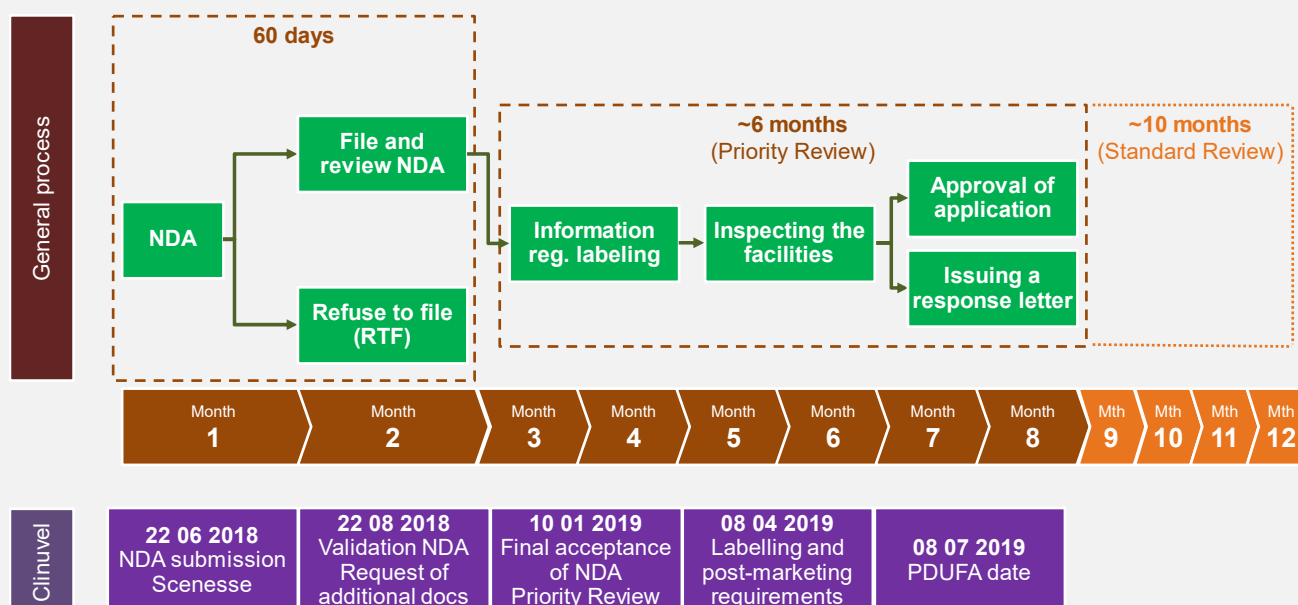 General process
60 days
NDA
File and
review NDA
Refuse to file
(RTF)
~6 months
(Priority Review)
Information
reg. labeling
Inspecting the
facilities
Approval of
application
Issuing a
response letter
~10 months
(Standard Review)
Month
1
Month
2
Month
3
Month
4
Month
5
Month
6
Month
7
Month
8
Mth
9
Mth
10
Mth
11
Mth
12
Clinuvel
22 06 2018
NDA submission
Scenesse
22 08 2018
Validation NDA
Request of
additional docs
10 01 2019
Final acceptance
of NDA
Priority Review
08 04 2019
Labelling and
post-marketing
requirements
08 07 2019
PDUFA date